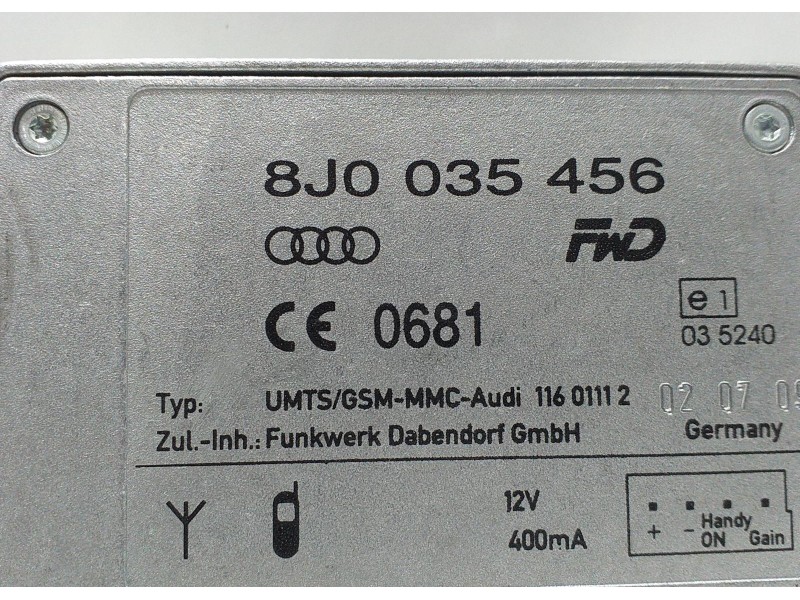 8J0 035 456
FWD
CE 0681
e1
03 5240
Typ: UMTS/GSM-MMC-Audi 116 0111 2
02 07
Zul.-Inh.: Funkwerk Dabendorf GmbH
Germany
12V
400mA
+ - Handy ON Gain